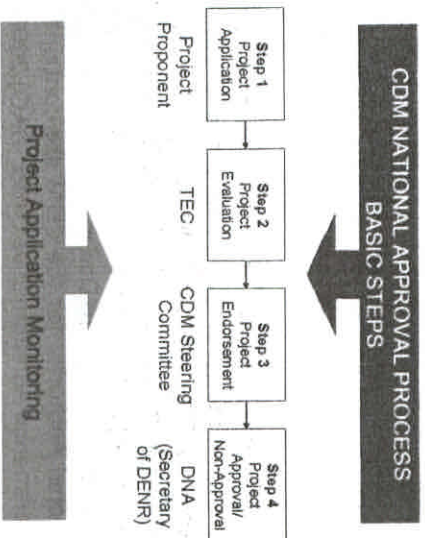 CDM NATIONAL APPROVAL PROCESS
BASIC STEPS
Step 1
Project
Application
Step 2
Project
Evaluation
Step 3
Project
Endorsement
Step 4
Project
Approval/
Non-Approval
Project
Proponent
TEC
CDM Steering
Committee
DNA
(Secretary
of DENR)
Project Application Monitoring